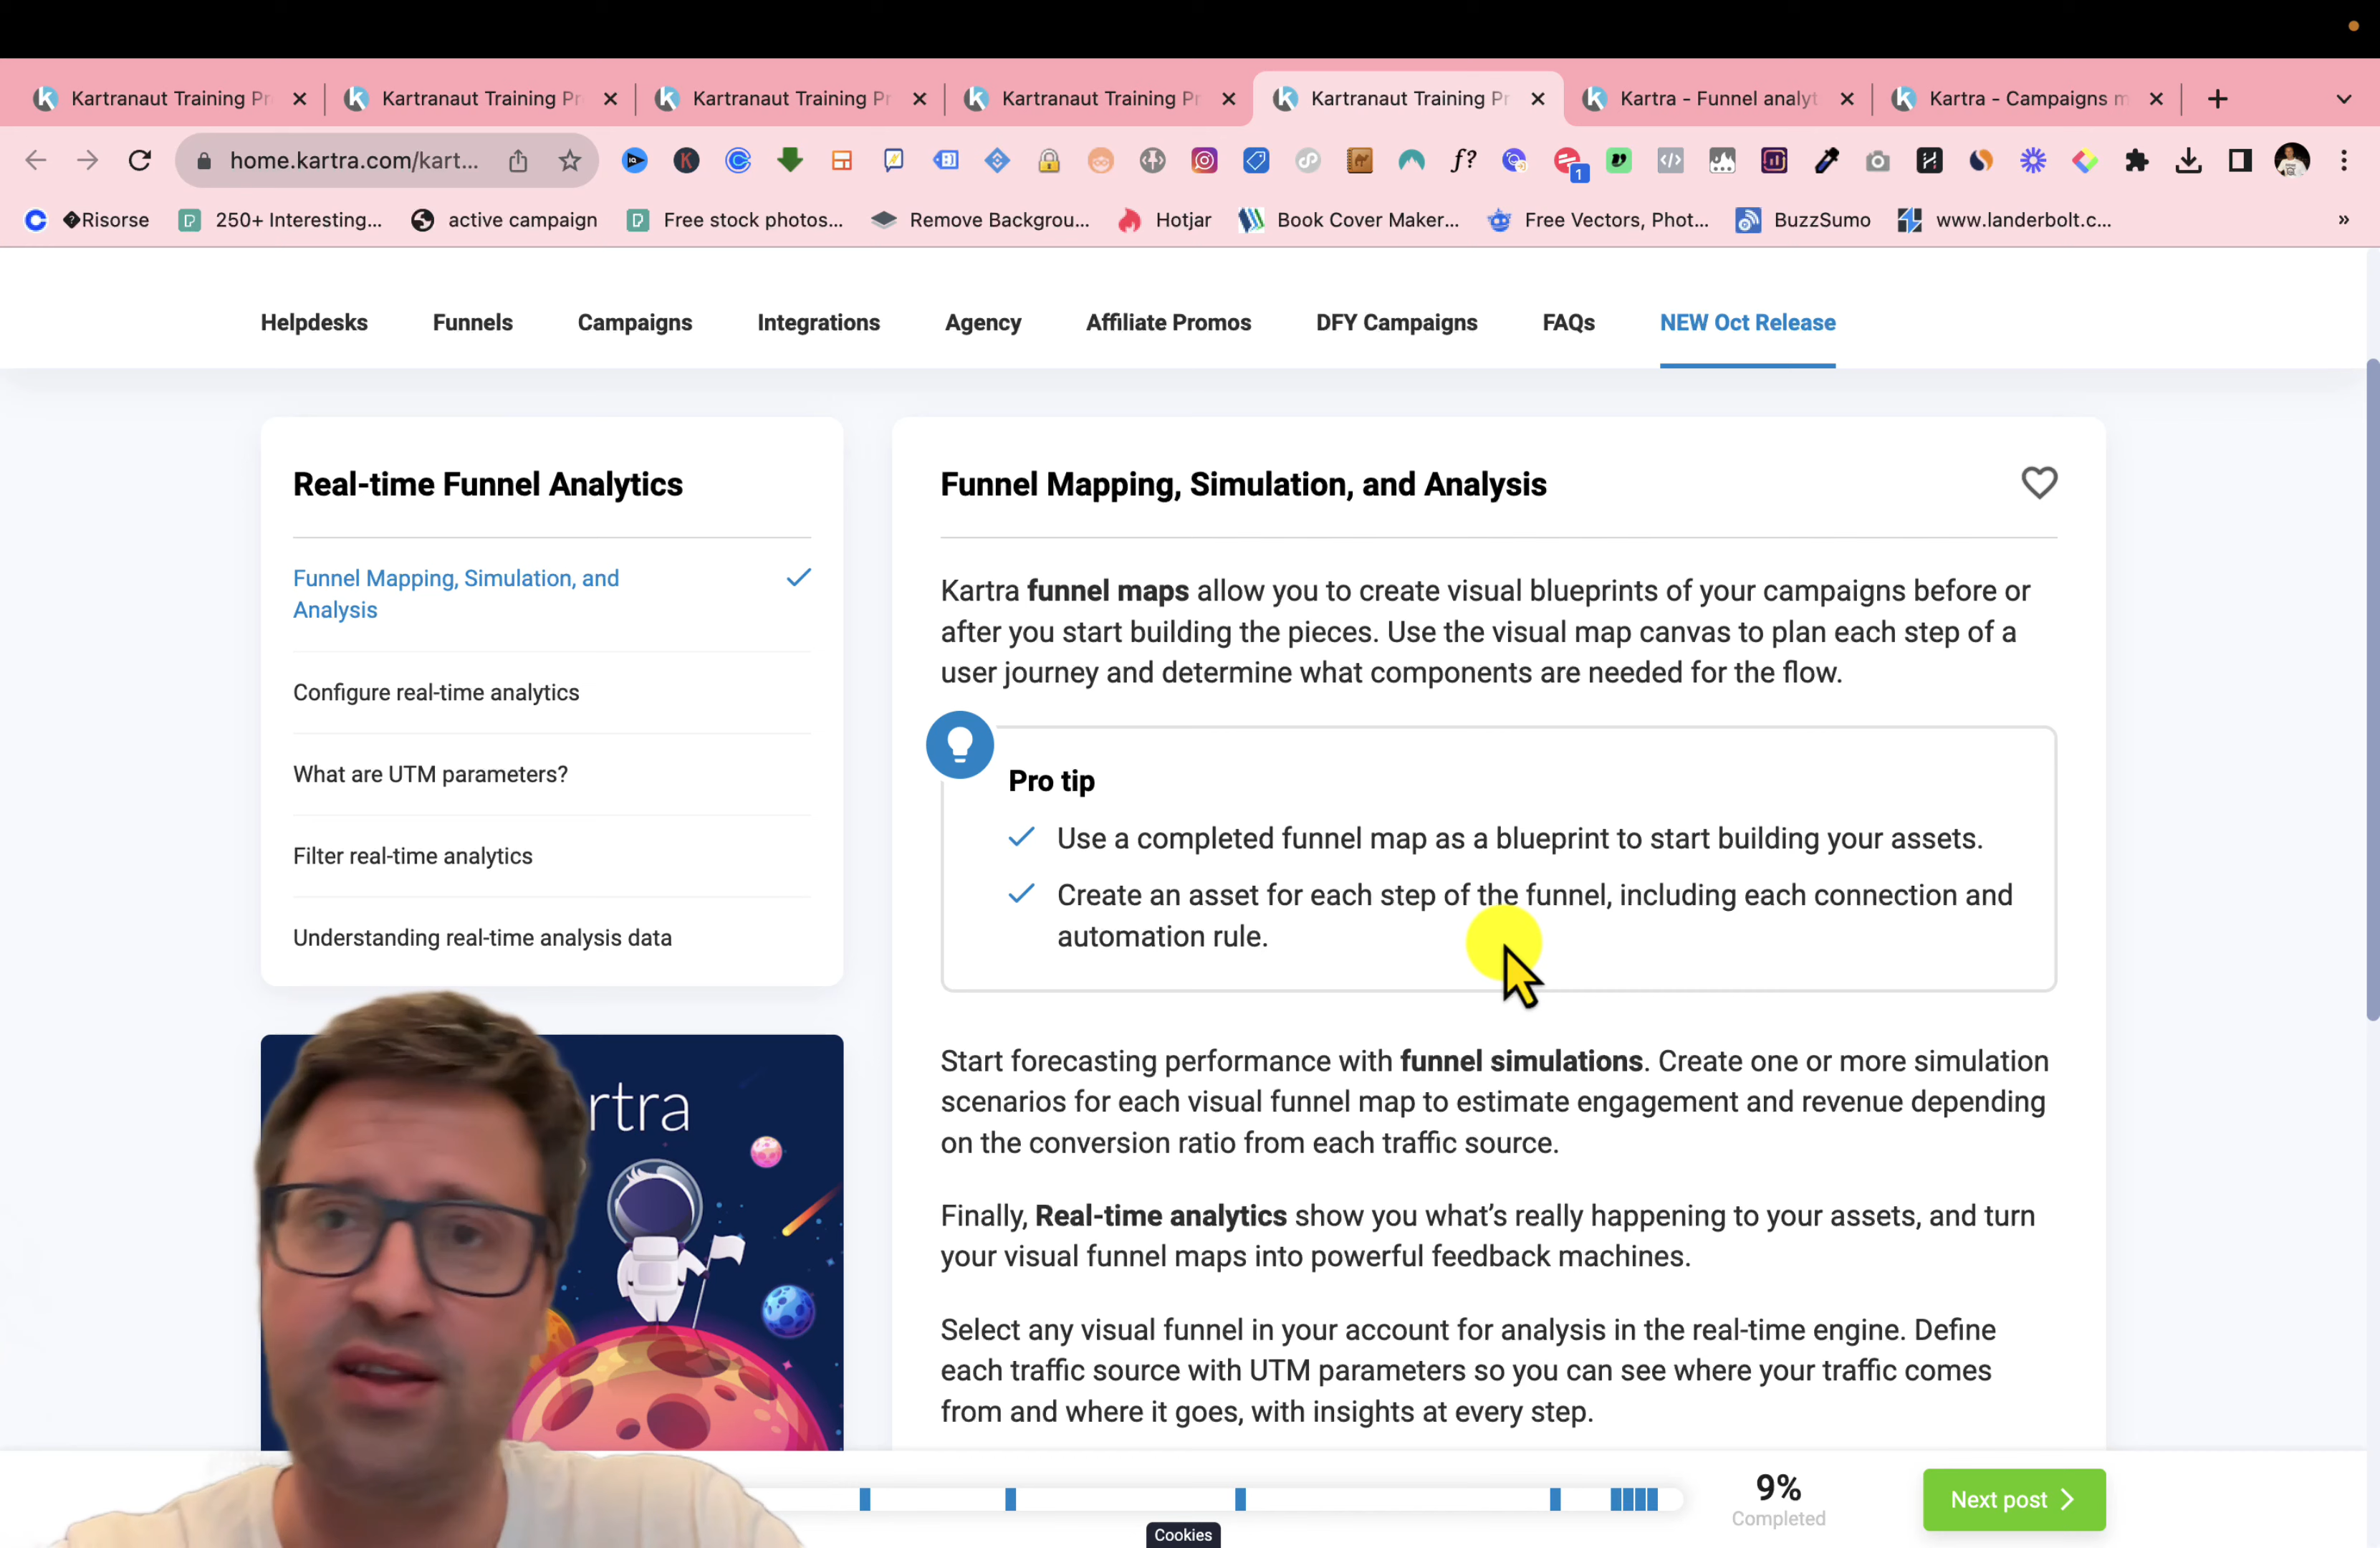 Kartranaut Training Pr
Kartranaut Training Pr
Kartranaut Training Pr
Kartranaut Training Pr
Kartranaut Training Pr
Kartra - Funnel analyt
Kartra - Campaigns m
home.kartra.com/kart...
f?
1
Risorse
250+ Interesting...
active campaign
Free stock photos...
Remove Backgrou...
Hotjar
Book Cover Maker...
Free Vectors, Phot...
BuzzSumo
www.landerbolt.c...
»
Helpdesks
Funnels
Campaigns
Integrations
Agency
Affiliate Promos
DFY Campaigns
FAQs
NEW Oct Release
Real-time Funnel Analytics
Funnel Mapping, Simulation, and
Analysis
Configure real-time analytics
What are UTM parameters?
Filter real-time analytics
Understanding real-time analysis data
rtra
Funnel Mapping, Simulation, and Analysis
Kartra funnel maps allow you to create visual blueprints of your campaigns before or
after you start building the pieces. Use the visual map canvas to plan each step of a
user journey and determine what components are needed for the flow.
Pro tip
Use a completed funnel map as a blueprint to start building your assets.
Create an asset for each step of the funnel, including each connection and
automation rule.
Start forecasting performance with funnel simulations. Create one or more simulation
scenarios for each visual funnel map to estimate engagement and revenue depending
on the conversion ratio from each traffic source.
Finally, Real-time analytics show you what's really happening to your assets, and turn
your visual funnel maps into powerful feedback machines.
Select any visual funnel in your account for analysis in the real-time engine. Define
each traffic source with UTM parameters so you can see where your traffic comes
from and where it goes, with insights at every step.
9%
Completed
Next post
Cookies